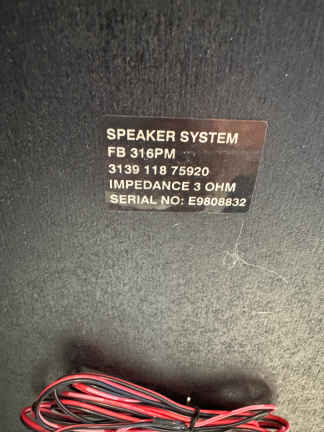 SPEAKER SYSTEM
FB 316PM
3139 118 75920
IMPEDANCE 3 OHM
SERIAL NO: E9808832